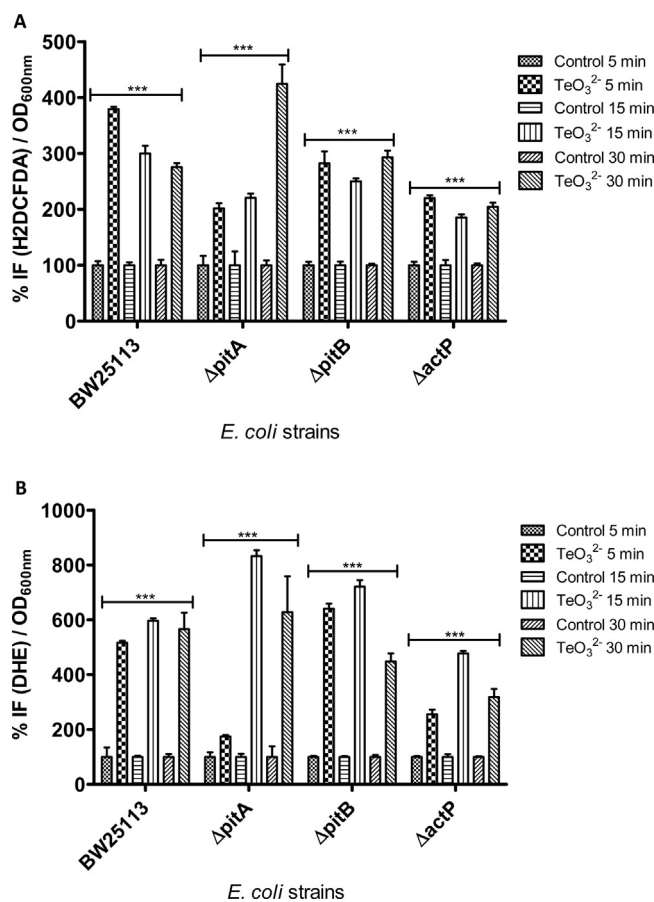 A
% IF (H2DCFDA) / OD600nm
500
400
300
200
100
0
***
***
***
***
BW25113
ΔpitA
ΔpitB
ΔactP
E. coli strains
Control 5 min
TeO3²⁻ 5 min
Control 15 min
TeO3²⁻ 15 min
Control 30 min
TeO3²⁻ 30 min
B
% IF (DHE) / OD600nm
1000
800
600
400
200
0
***
***
***
***
BW25113
ΔpitA
ΔpitB
ΔactP
E. coli strains
Control 5 min
TeO3²⁻ 5 min
Control 15 min
TeO3²⁻ 15 min
Control 30 min
TeO3²⁻ 30 min